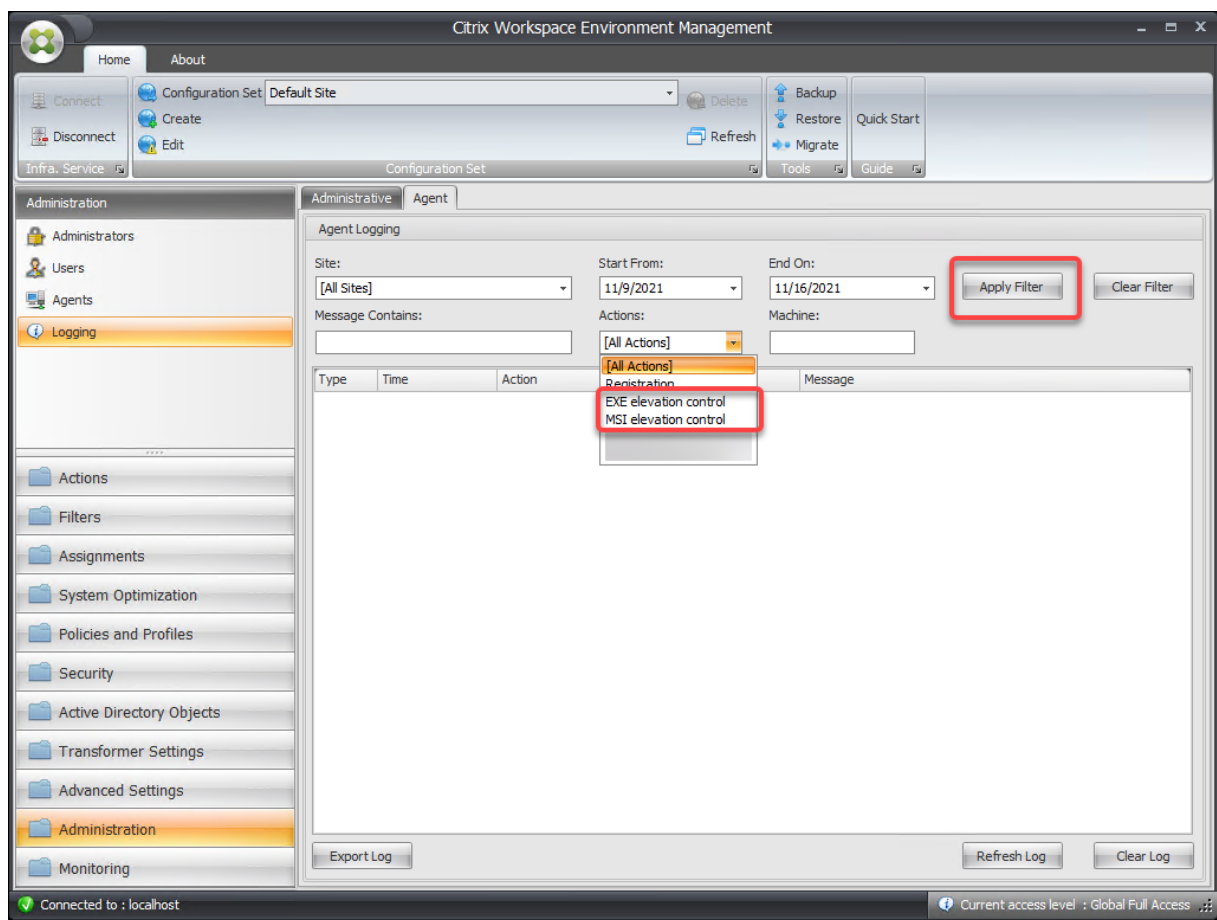 Citrix Workspace Environment Management
Home About
Connect
Disconnect
Infra. Service
Configuration Set Default Site
Create
Edit
Delete
Refresh
Configuration Set
Backup
Restore
Migrate
Tools
Quick Start
Guide
Administration
Administrators
Users
Agents
Logging
Actions
Filters
Assignments
System Optimization
Policies and Profiles
Security
Active Directory Objects
Transformer Settings
Advanced Settings
Administration
Monitoring
Administrative Agent
Agent Logging
Site: Start From: End On:
[All Sites] 11/9/2021 11/16/2021 Apply Filter Clear Filter
Message Contains: Actions: Machine:
[All Actions]
[All Actions]
Registration
EXE elevation control
MSI elevation control
Type Time Action Message
Export Log Refresh Log Clear Log
Connected to : localhost Current access level : Global Full Access